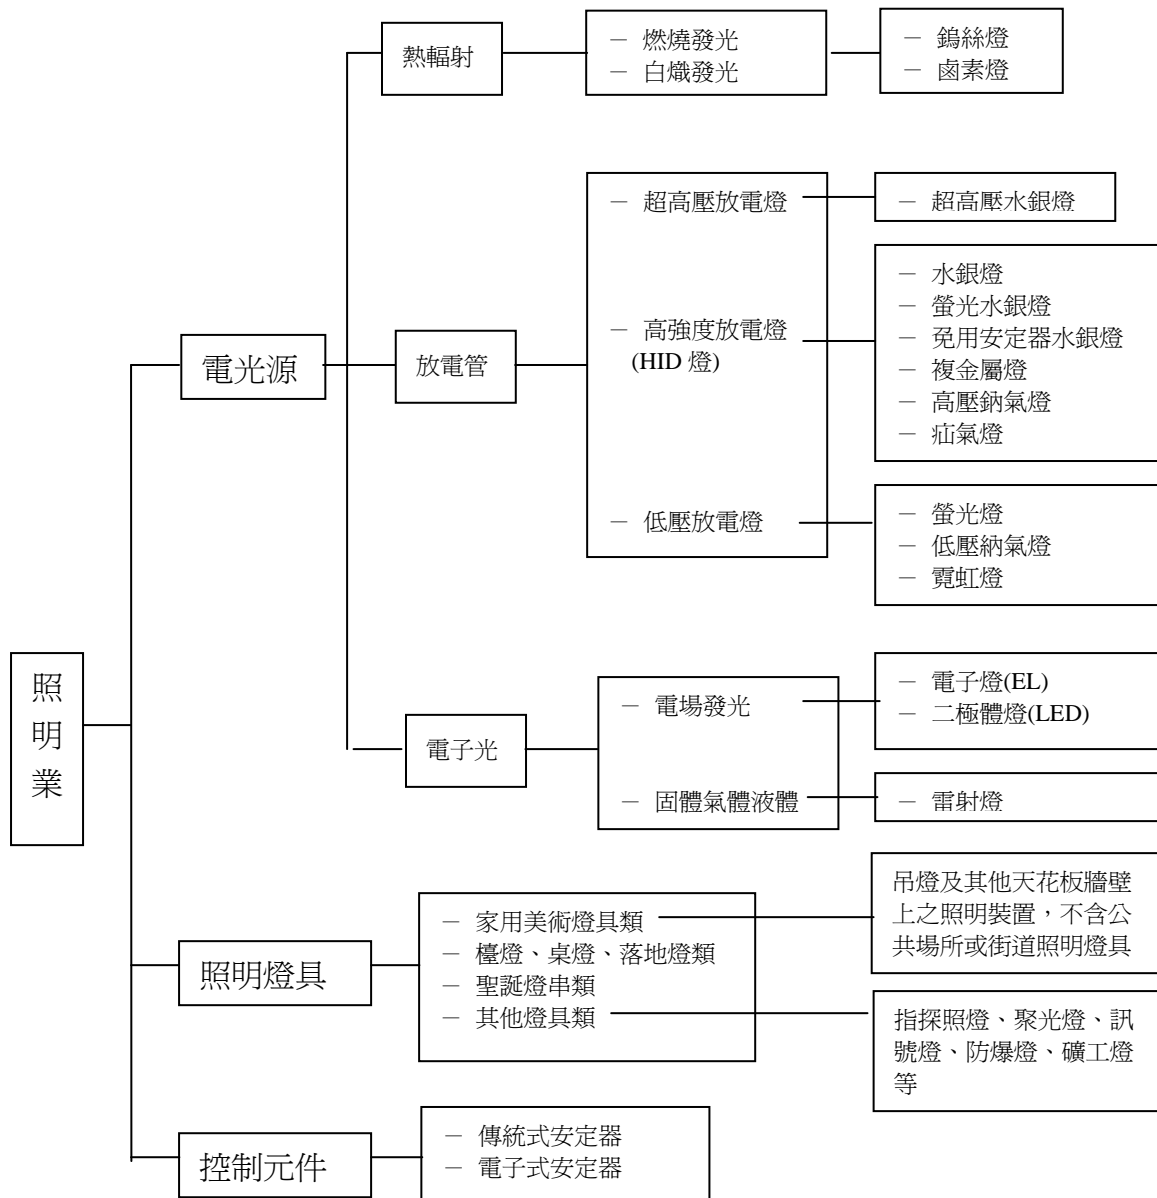 熱輻射
－ 燃燒發光
－ 白熾發光
－ 鎢絲燈
－ 鹵素燈
－ 超高壓放電燈
－ 超高壓水銀燈
－ 高強度放電燈
(HID 燈)
－ 水銀燈
－ 螢光水銀燈
－ 免用安定器水銀燈
－ 複金屬燈
－ 高壓鈉氣燈
－ 疝氣燈
電光源
放電管
－ 低壓放電燈
－ 螢光燈
－ 低壓納氣燈
－ 霓虹燈
照
明
業
電子光
－ 電場發光
－ 電子燈(EL)
－ 二極體燈(LED)
－ 固體氣體液體
－ 雷射燈
照明燈具
－ 家用美術燈具類
－ 檯燈、桌燈、落地燈類
－ 聖誕燈串類
－ 其他燈具類
吊燈及其他天花板牆壁
上之照明裝置，不含公
共場所或街道照明燈具
指探照燈、聚光燈、訊
號燈、防爆燈、礦工燈
等
控制元件
－ 傳統式安定器
－ 電子式安定器